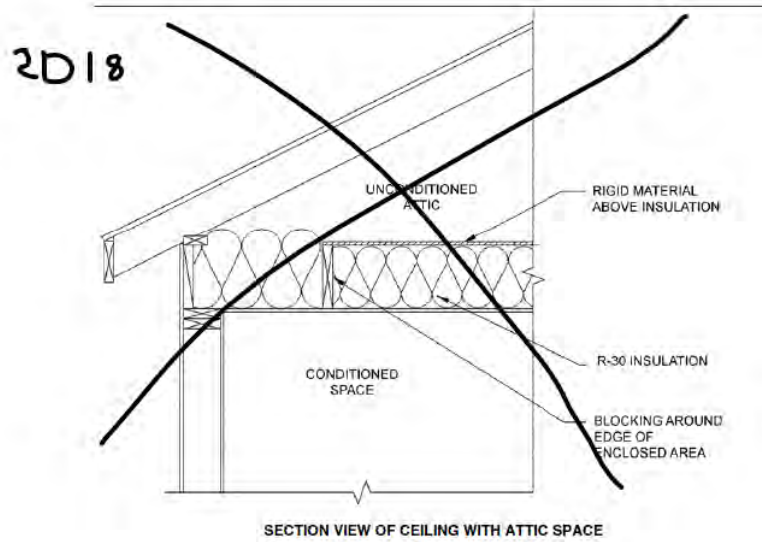 2D18
UNCONDITIONED
ATTIC
RIGID MATERIAL
ABOVE INSULATION
CONDITIONED
SPACE
R-30 INSULATION
BLOCKING AROUND
EDGE OF
ENCLOSED AREA
SECTION VIEW OF CEILING WITH ATTIC SPACE